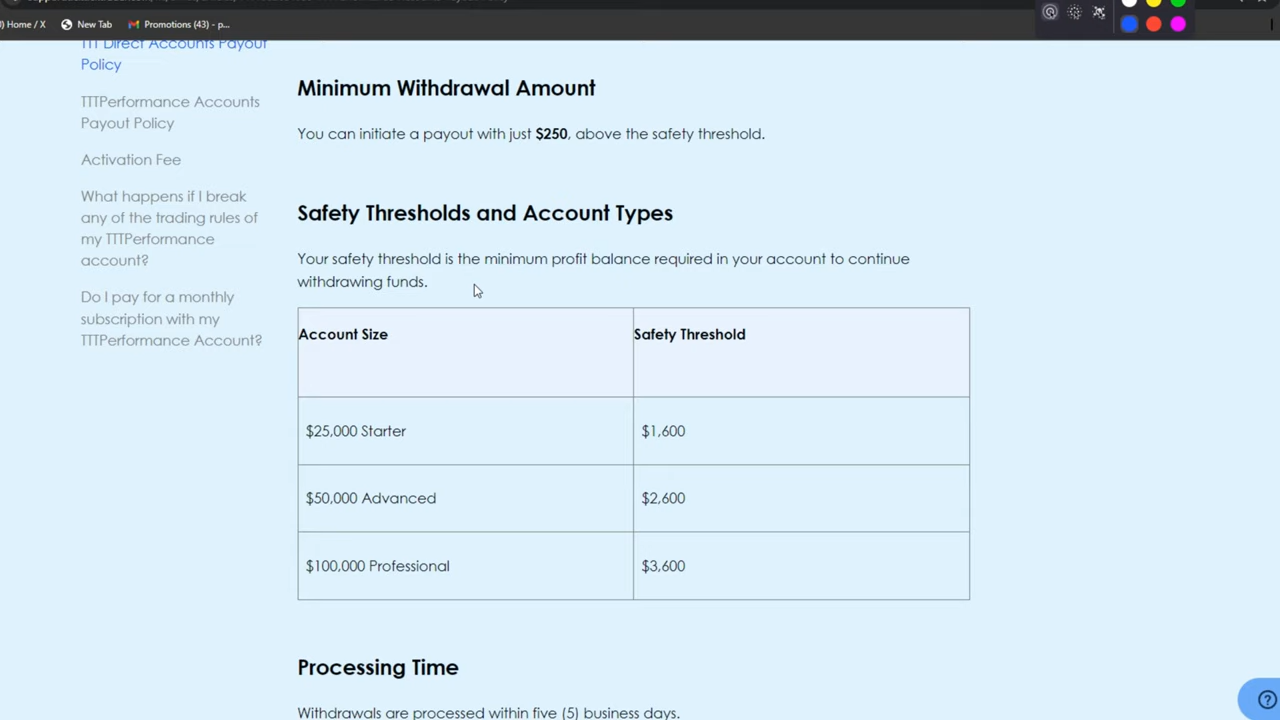 ) Home / X
New Tab
Promotions (43) - p...
TTT Direct Accounts Payout
Policy
TTTPerformance Accounts
Payout Policy
Activation Fee
What happens if I break
any of the trading rules of
my TTTPerformance
account?
Do I pay for a monthly
subscription with my
TTTPerformance Account?
Minimum Withdrawal Amount
You can initiate a payout with just $250, above the safety threshold.
Safety Thresholds and Account Types
Your safety threshold is the minimum profit balance required in your account to continue
withdrawing funds.
Account Size
Safety Threshold
$25,000 Starter
$1,600
$50,000 Advanced
$2,600
$100,000 Professional
$3,600
Processing Time
Withdrawals are processed within five (5) business days.